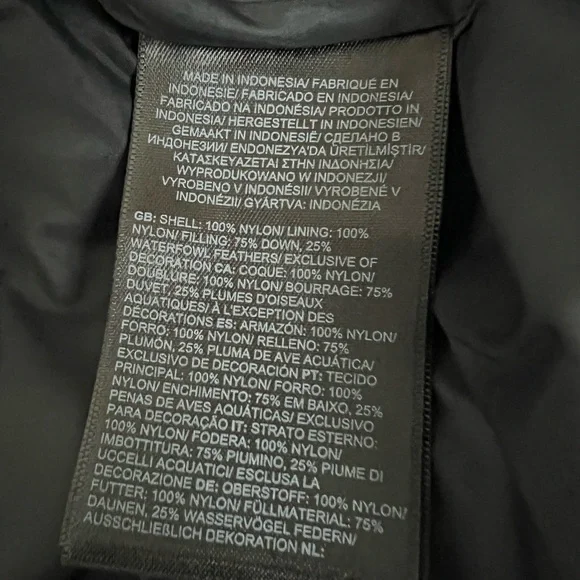 MADE IN INDONESIA/ FABRIQUÉ EN
INDONÉSIE/ FABRICADO EN INDONESIA/
FABRICADO NA INDONÉSIA/ PRODOTTO IN
INDONESIA/ HERGESTELLT IN INDONESIEN/
GEMAAKT IN INDONESIË/ СДЕЛАНО В
ИНДОНЕЗИИ/ ENDONEZYA'DA ÜRETİLMİŞTİR/
ΚΑΤΑΣΚΕΥΑΖΕΤΑΙ ΣΤΗΝ ΙΝΔΟΝΗΣΙΑ/
WYPRODUKOWANO W INDONEZJI/
VYROBENO V INDONÉSII/ VYROBENÉ V
INDONÉZII/ GYÁRTVA: INDONÉZIA
GB: SHELL: 100% NYLON/ LINING: 100%
NYLON/ FILLING: 75% DOWN, 25%
WATERFOWL FEATHERS/ EXCLUSIVE OF
DECORATION CA: COQUE: 100% NYLON/
DOUBLURE: 100% NYLON/ BOURRAGE: 75%
DUVET, 25% PLUMES D'OISEAUX
AQUATIQUES/ À L'EXCEPTION DES
DÉCORATIONS ES: ARMAZÓN: 100% NYLON/
FORRO: 100% NYLON/ RELLENO: 75%
PLUMÓN, 25% PLUMA DE AVE ACUÁTICA/
EXCLUSIVO DE DECORACIÓN PT: TECIDO
PRINCIPAL: 100% NYLON/ FORRO: 100%
NYLON/ ENCHIMENTO: 75% EM BAIXO, 25%
PENAS DE AVES AQUÁTICAS/ EXCLUSIVO
PARA DECORAÇÃO IT: STRATO ESTERNO:
100% NYLON/ FODERA: 100% NYLON/
IMBOTTITURA: 75% PIUMINO, 25% PIUME DI
UCCELLI ACQUATICI/ ESCLUSA LA
DECORAZIONE DE: OBERSTOFF: 100% NYLON/
FUTTER: 100% NYLON/ FÜLLMATERIAL: 75%
DAUNEN, 25% WASSERVÖGEL FEDERN/
AUSSCHLIEßLICH DEKORATION NL: